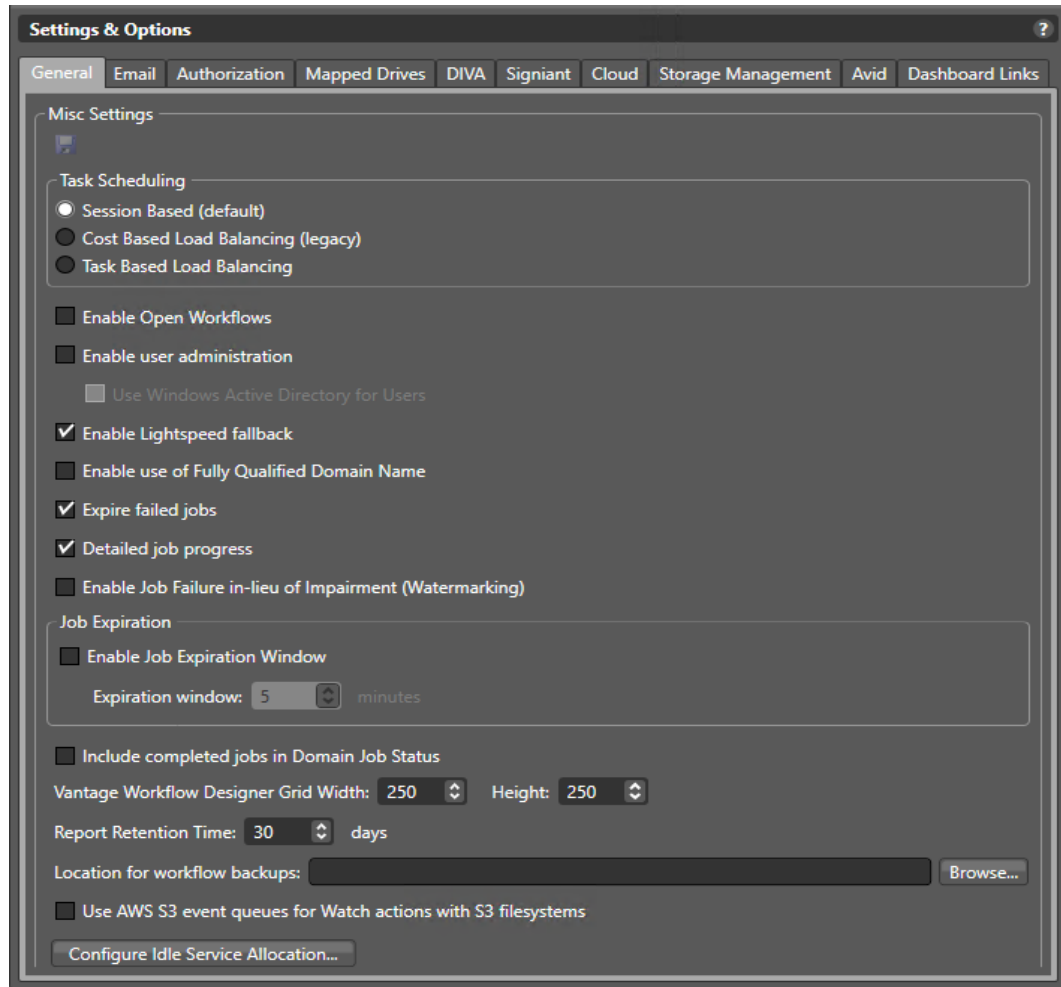 Settings & Options ?
General Email Authorization Mapped Drives DIVA Signiant Cloud Storage Management Avid Dashboard Links
Misc Settings
Task Scheduling
Session Based (default)
Cost Based Load Balancing (legacy)
Task Based Load Balancing
Enable Open Workflows
Enable user administration
Use Windows Active Directory for Users
Enable Lightspeed fallback
Enable use of Fully Qualified Domain Name
Expire failed jobs
Detailed job progress
Enable Job Failure in-lieu of Impairment (Watermarking)
Job Expiration
Enable Job Expiration Window
Expiration window: 5 minutes
Include completed jobs in Domain Job Status
Vantage Workflow Designer Grid Width: 250 Height: 250
Report Retention Time: 30 days
Location for workflow backups: Browse...
Use AWS S3 event queues for Watch actions with S3 filesystems
Configure Idle Service Allocation...